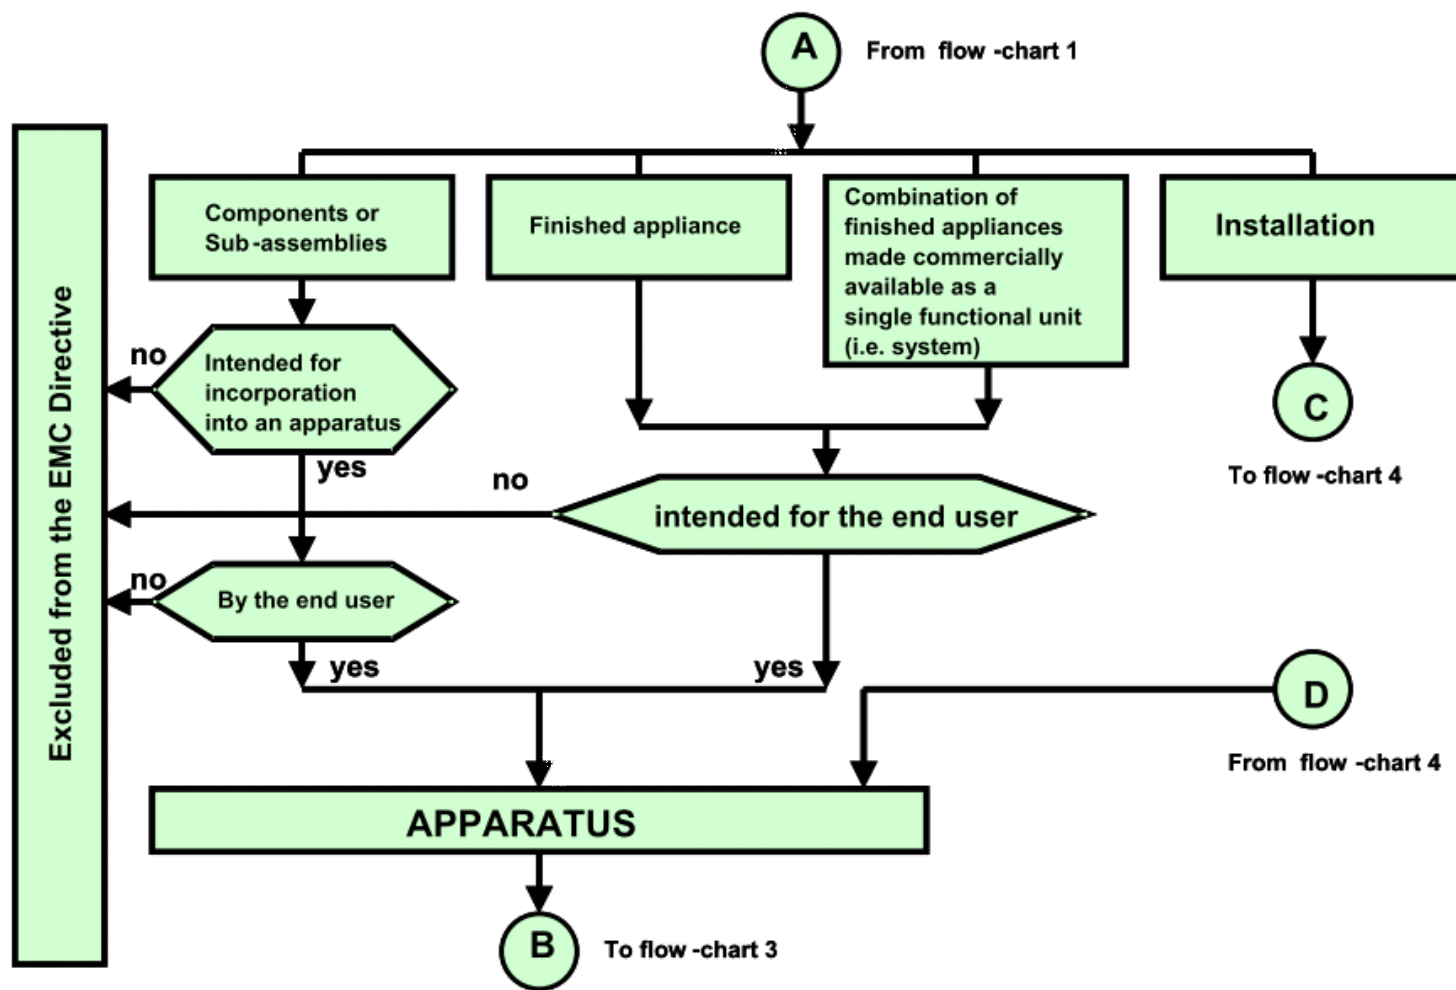 A
From flow -chart 1
Components or
Sub -assemblies
Finished appliance
Combination of
finished appliances
made commercially
available as a
single functional unit
(i.e. system)
Installation
Excluded from the EMC Directive
no
Intended for
incorporation
into an apparatus
yes
C
To flow -chart 4
no
intended for the end user
no
By the end user
yes
yes
D
From flow -chart 4
APPARATUS
B
To flow -chart 3